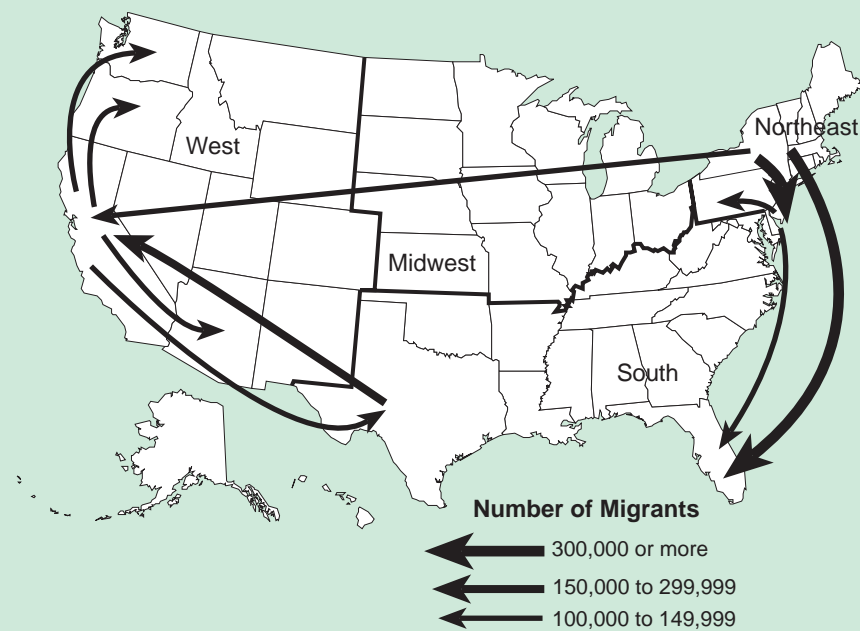 Northeast
West
Midwest
South
Number of Migrants
300,000 or more
150,000 to 299,999
100,000 to 149,999